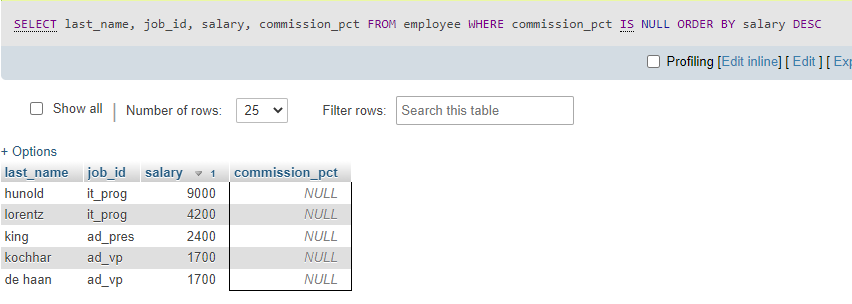 SELECT last_name, job_id, salary, commission_pct FROM employee WHERE commission_pct IS NULL ORDER BY salary DESC
Profiling [Edit inline] [ Edit ] [ Exp
Show all | Number of rows: 25 Filter rows: Search this table
+ Options
last_name job_id salary 1 commission_pct
hunold it_prog 9000 NULL
lorentz it_prog 4200 NULL
king ad_pres 2400 NULL
kochhar ad_vp 1700 NULL
de haan ad_vp 1700 NULL